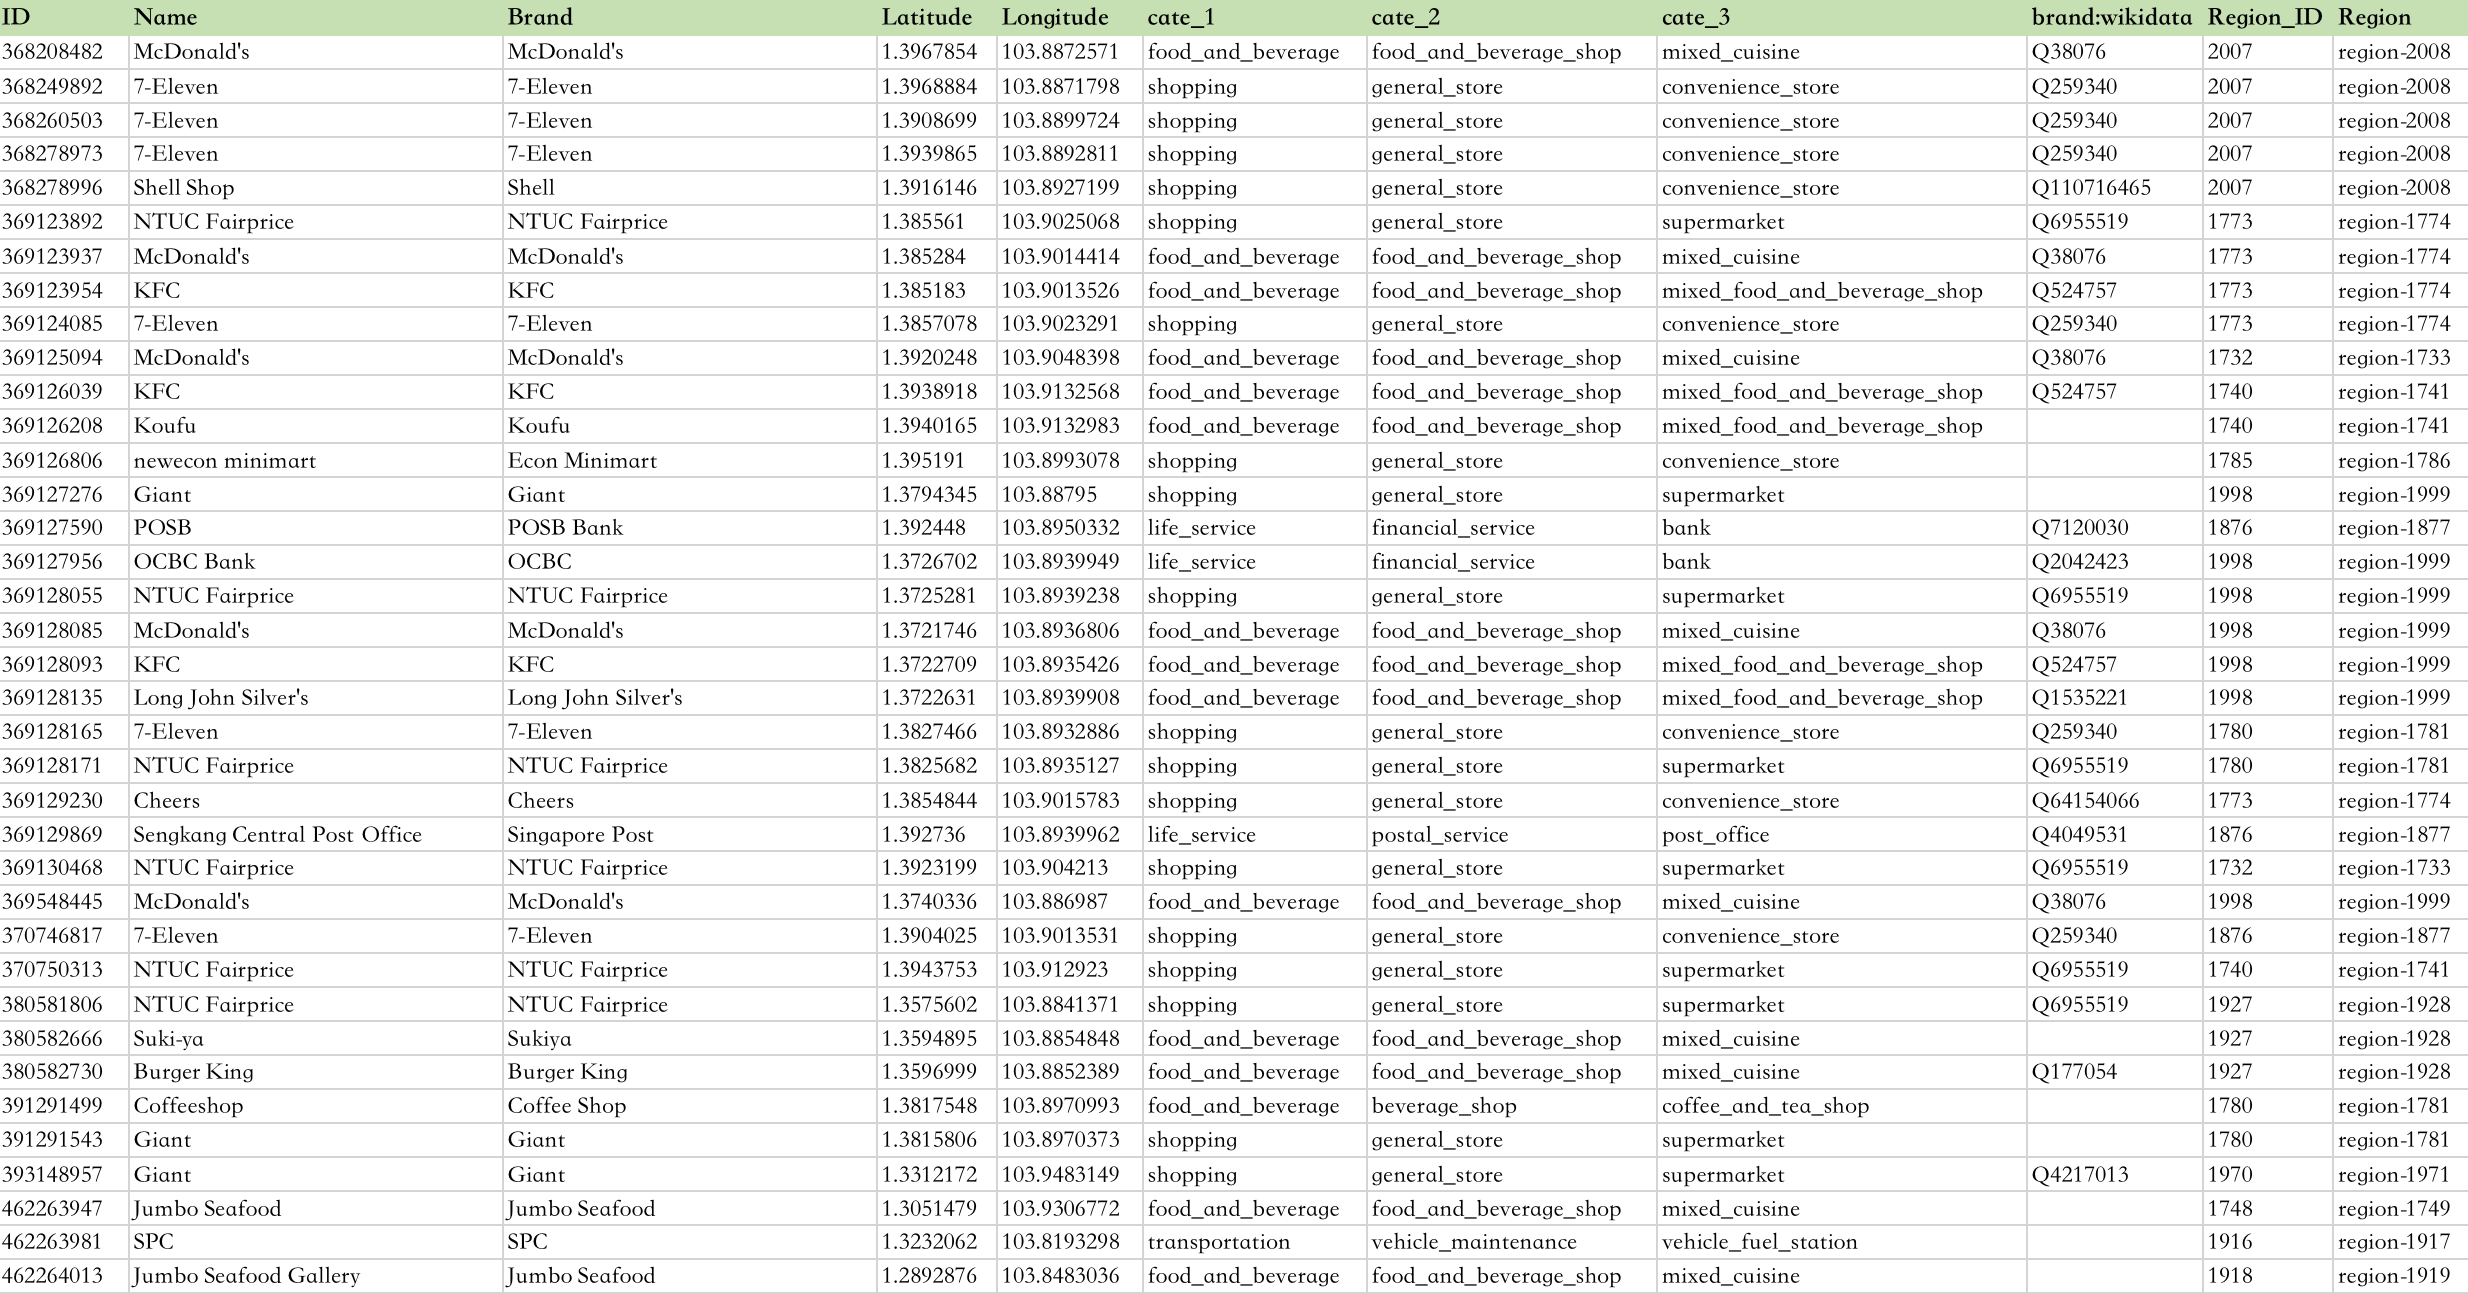 ID Name Brand Latitude Longitude cate_1 cate_2 cate_3 brand:wikidata Region_ID Region
368208482 McDonald's McDonald's 1.3967854 103.8872571 food_and_beverage food_and_beverage_shop mixed_cuisine Q38076 2007 region-2008
368249892 7-Eleven 7-Eleven 1.3968884 103.8871798 shopping general_store convenience_store Q259340 2007 region-2008
368260503 7-Eleven 7-Eleven 1.3908699 103.8899724 shopping general_store convenience_store Q259340 2007 region-2008
368278973 7-Eleven 7-Eleven 1.3939865 103.8892811 shopping general_store convenience_store Q259340 2007 region-2008
368278996 Shell Shop Shell 1.3916146 103.8927199 shopping general_store convenience_store Q110716465 2007 region-2008
369123892 NTUC Fairprice NTUC Fairprice 1.385561 103.9025068 shopping general_store supermarket Q6955519 1773 region-1774
369123937 McDonald's McDonald's 1.385284 103.9014414 food_and_beverage food_and_beverage_shop mixed_cuisine Q38076 1773 region-1774
369123954 KFC KFC 1.385183 103.9013526 food_and_beverage food_and_beverage_shop mixed_food_and_beverage_shop Q524757 1773 region-1774
369124085 7-Eleven 7-Eleven 1.3857078 103.9023291 shopping general_store convenience_store Q259340 1773 region-1774
369125094 McDonald's McDonald's 1.3920248 103.9048398 food_and_beverage food_and_beverage_shop mixed_cuisine Q38076 1732 region-1733
369126039 KFC KFC 1.3938918 103.9132568 food_and_beverage food_and_beverage_shop mixed_food_and_beverage_shop Q524757 1740 region-1741
369126208 Koufu Koufu 1.3940165 103.9132983 food_and_beverage food_and_beverage_shop mixed_food_and_beverage_shop 1740 region-1741
369126806 newecon minimart Econ Minimart 1.395191 103.8993078 shopping general_store convenience_store 1785 region-1786
369127276 Giant Giant 1.3794345 103.88795 shopping general_store supermarket 1998 region-1999
369127590 POSB POSB Bank 1.392448 103.8950332 life_service financial_service bank Q7120030 1876 region-1877
369127956 OCBC Bank OCBC 1.3726702 103.8939949 life_service financial_service bank Q2042423 1998 region-1999
369128055 NTUC Fairprice NTUC Fairprice 1.3725281 103.8939238 shopping general_store supermarket Q6955519 1998 region-1999
369128085 McDonald's McDonald's 1.3721746 103.8936806 food_and_beverage food_and_beverage_shop mixed_cuisine Q38076 1998 region-1999
369128093 KFC KFC 1.3722709 103.8935426 food_and_beverage food_and_beverage_shop mixed_food_and_beverage_shop Q524757 1998 region-1999
369128135 Long John Silver's Long John Silver's 1.3722631 103.8939908 food_and_beverage food_and_beverage_shop mixed_food_and_beverage_shop Q1535221 1998 region-1999
369128165 7-Eleven 7-Eleven 1.3827466 103.8932886 shopping general_store convenience_store Q259340 1780 region-1781
369128171 NTUC Fairprice NTUC Fairprice 1.3825682 103.8935127 shopping general_store supermarket Q6955519 1780 region-1781
369129230 Cheers Cheers 1.3854844 103.9015783 shopping general_store convenience_store Q64154066 1773 region-1774
369129869 Sengkang Central Post Office Singapore Post 1.392736 103.8939962 life_service postal_service post_office Q4049531 1876 region-1877
369130468 NTUC Fairprice NTUC Fairprice 1.3923199 103.904213 shopping general_store supermarket Q6955519 1732 region-1733
369548445 McDonald's McDonald's 1.3740336 103.886987 food_and_beverage food_and_beverage_shop mixed_cuisine Q38076 1998 region-1999
370746817 7-Eleven 7-Eleven 1.3904025 103.9013531 shopping general_store convenience_store Q259340 1876 region-1877
370750313 NTUC Fairprice NTUC Fairprice 1.3943753 103.912923 shopping general_store supermarket Q6955519 1740 region-1741
380581806 NTUC Fairprice NTUC Fairprice 1.3575602 103.8841371 shopping general_store supermarket Q6955519 1927 region-1928
380582666 Suki-ya Sukiya 1.3594895 103.8854848 food_and_beverage food_and_beverage_shop mixed_cuisine 1927 region-1928
380582730 Burger King Burger King 1.3596999 103.8852389 food_and_beverage food_and_beverage_shop mixed_cuisine Q177054 1927 region-1928
391291499 Coffeeshop Coffee Shop 1.3817548 103.8970993 food_and_beverage beverage_shop coffee_and_tea_shop 1780 region-1781
391291543 Giant Giant 1.3815806 103.8970373 shopping general_store supermarket 1780 region-1781
393148957 Giant Giant 1.3312172 103.9483149 shopping general_store supermarket Q4217013 1970 region-1971
462263947 Jumbo Seafood Jumbo Seafood 1.3051479 103.9306772 food_and_beverage food_and_beverage_shop mixed_cuisine 1748 region-1749
462263981 SPC SPC 1.3232062 103.8193298 transportation vehicle_maintenance vehicle_fuel_station 1916 region-1917
462264013 Jumbo Seafood Gallery Jumbo Seafood 1.2892876 103.8483036 food_and_beverage food_and_beverage_shop mixed_cuisine 1918 region-1919